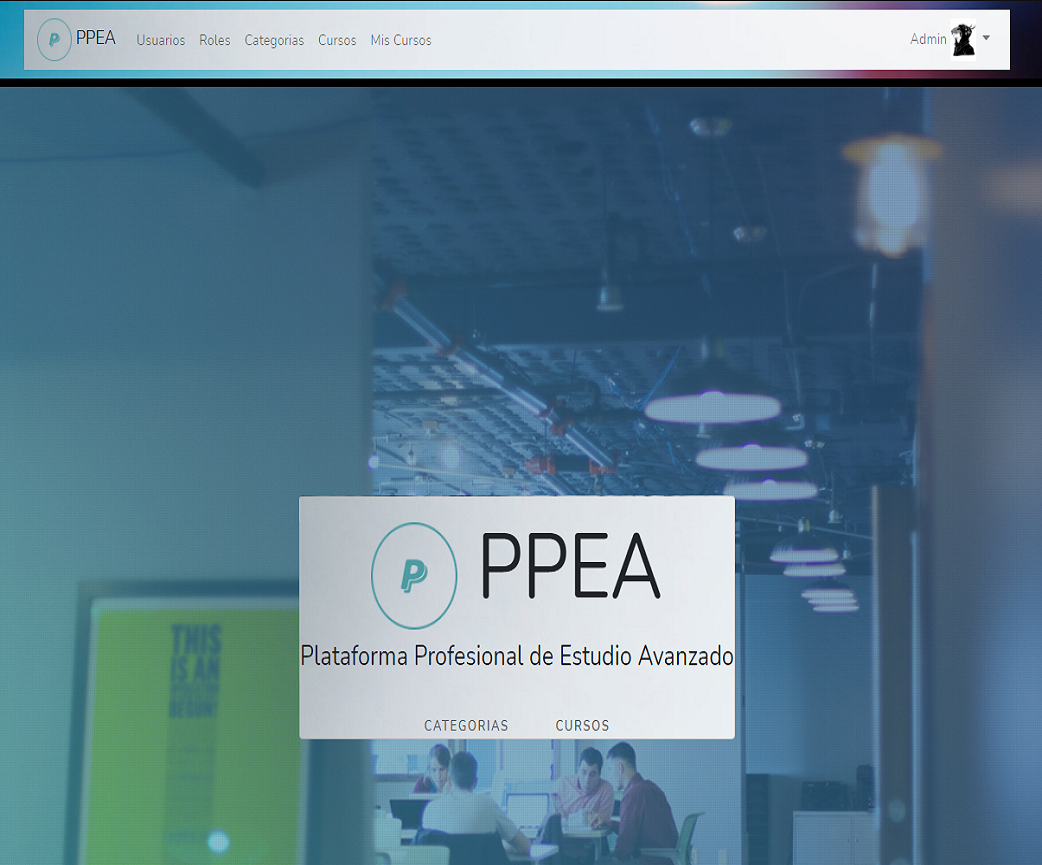 P PPEA Usuarios Roles Categorias Cursos Mis Cursos Admin
P PPEA
Plataforma Profesional de Estudio Avanzado
CATEGORIAS CURSOS
THIS
IS AN
BEGUN!